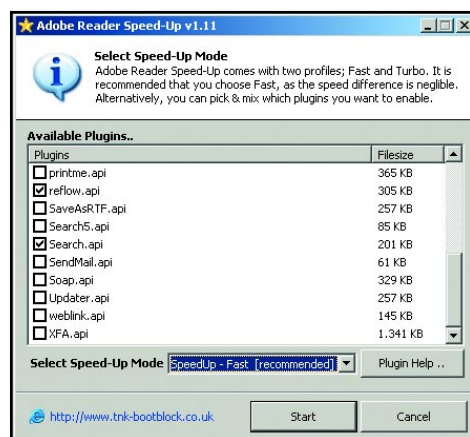 Adobe Reader Speed-Up v1.11
Select Speed-Up Mode
Adobe Reader Speed-Up comes with two profiles; Fast and Turbo. It is
recommended that you choose Fast, as the speed difference is neglible.
Alternatively, you can pick & mix which plugins you want to enable.
Available Plugins..
Plugins Filesize
printme.api 365 KB
reflow.api 305 KB
SaveAsRTF.api 257 KB
Search5.api 85 KB
Search.api 201 KB
SendMail.api 61 KB
Soap.api 329 KB
Updater.api 257 KB
weblink.api 145 KB
XFA.api 1.341 KB
Select Speed-Up Mode SpeedUp - Fast [recommended] Plugin Help ..
http://www.tnk-bootblock.co.uk Start Cancel